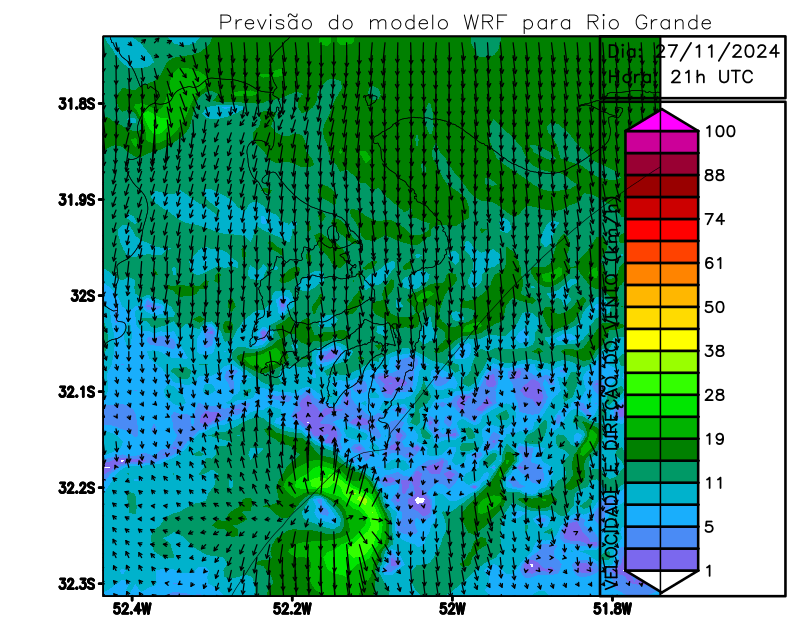 Previsão do modelo WRF para Rio Grande
Dia: 27/11/2024
Hora: 21h UTC
31.8S
31.9S
32S
32.1S
32.2S
32.3S
52.4W
52.2W
52W
51.8W
VELOCIDADE E DIREÇÃO DO VENTO (km/h)
100
88
74
61
50
38
28
19
11
5
1